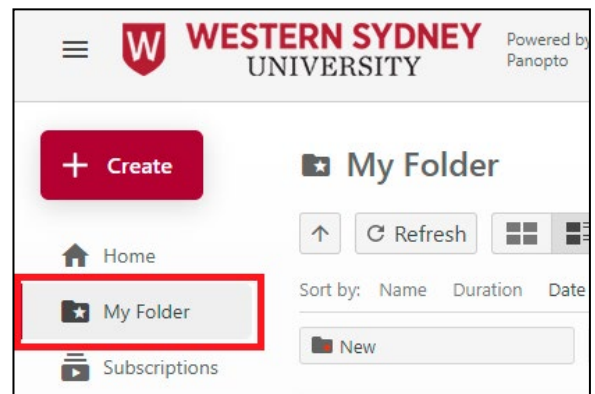 W WESTERN SYDNEY
UNIVERSITY
Powered by
Panopto
+ Create
My Folder
Refresh
Home
My Folder
Sort by: Name Duration Date
New
Subscriptions